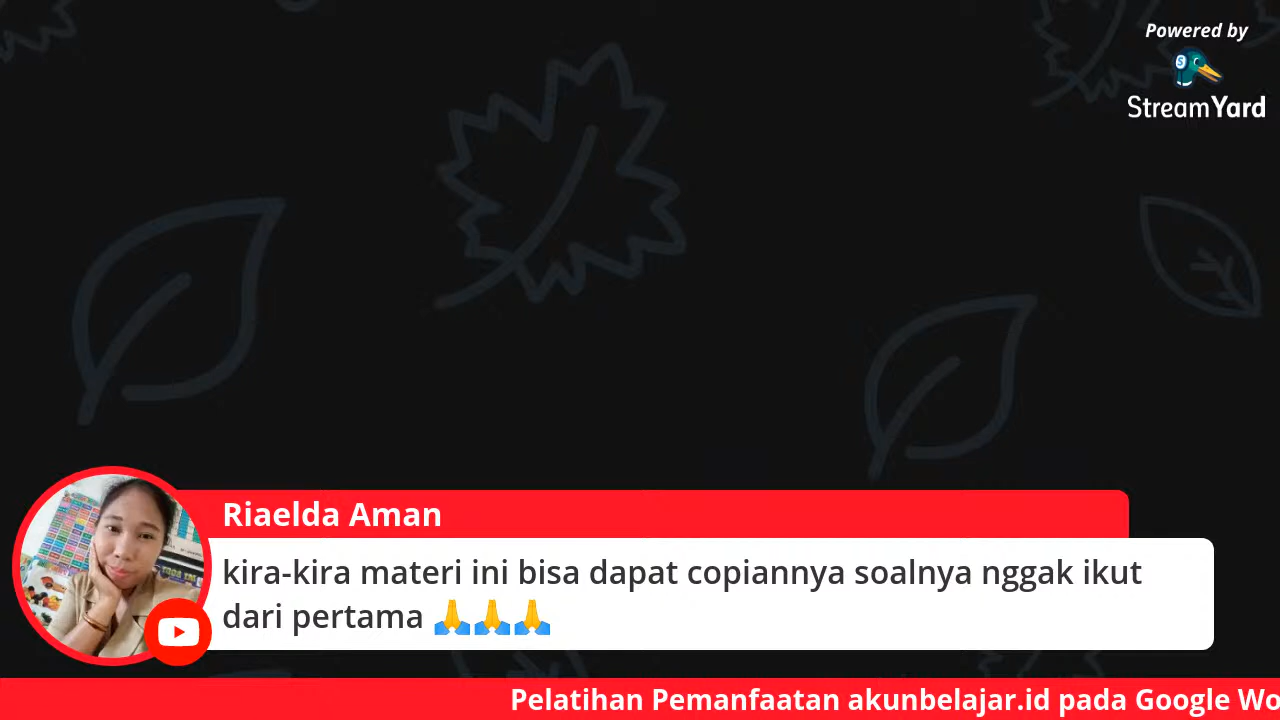 Powered by
StreamYard
Riaelda Aman
kira-kira materi ini bisa dapat copiannya soalnya nggak ikut
dari pertama 🙏🙏🙏
Pelatihan Pemanfaatan akunbelajar.id pada Google Wo